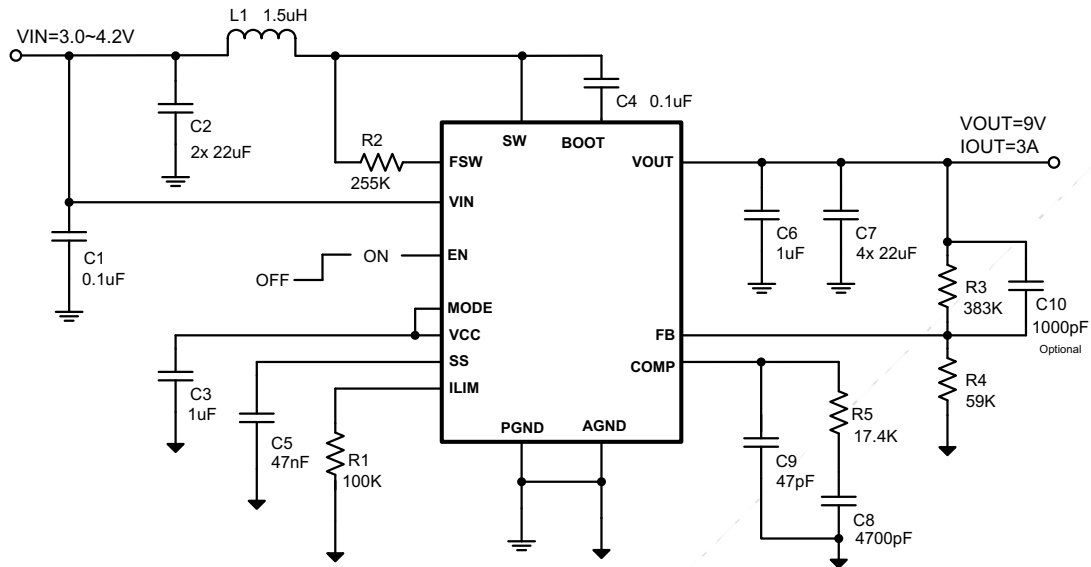 L1 1.5uH
VIN=3.0~4.2V
C2
2x 22uF
C4 0.1uF
R2
255K
C1
0.1uF
OFF
ON
SW
BOOT
FSW
VIN
EN
MODE
VCC
SS
ILIM
VOUT
FB
COMP
PGND
AGND
C3
1uF
C5
47nF
R1
100K
VOUT=9V
IOUT=3A
C6
1uF
C7
4x 22uF
R3
383K
C10
1000pF
Optional
R4
59K
R5
17.4K
C9
47pF
C8
4700pF